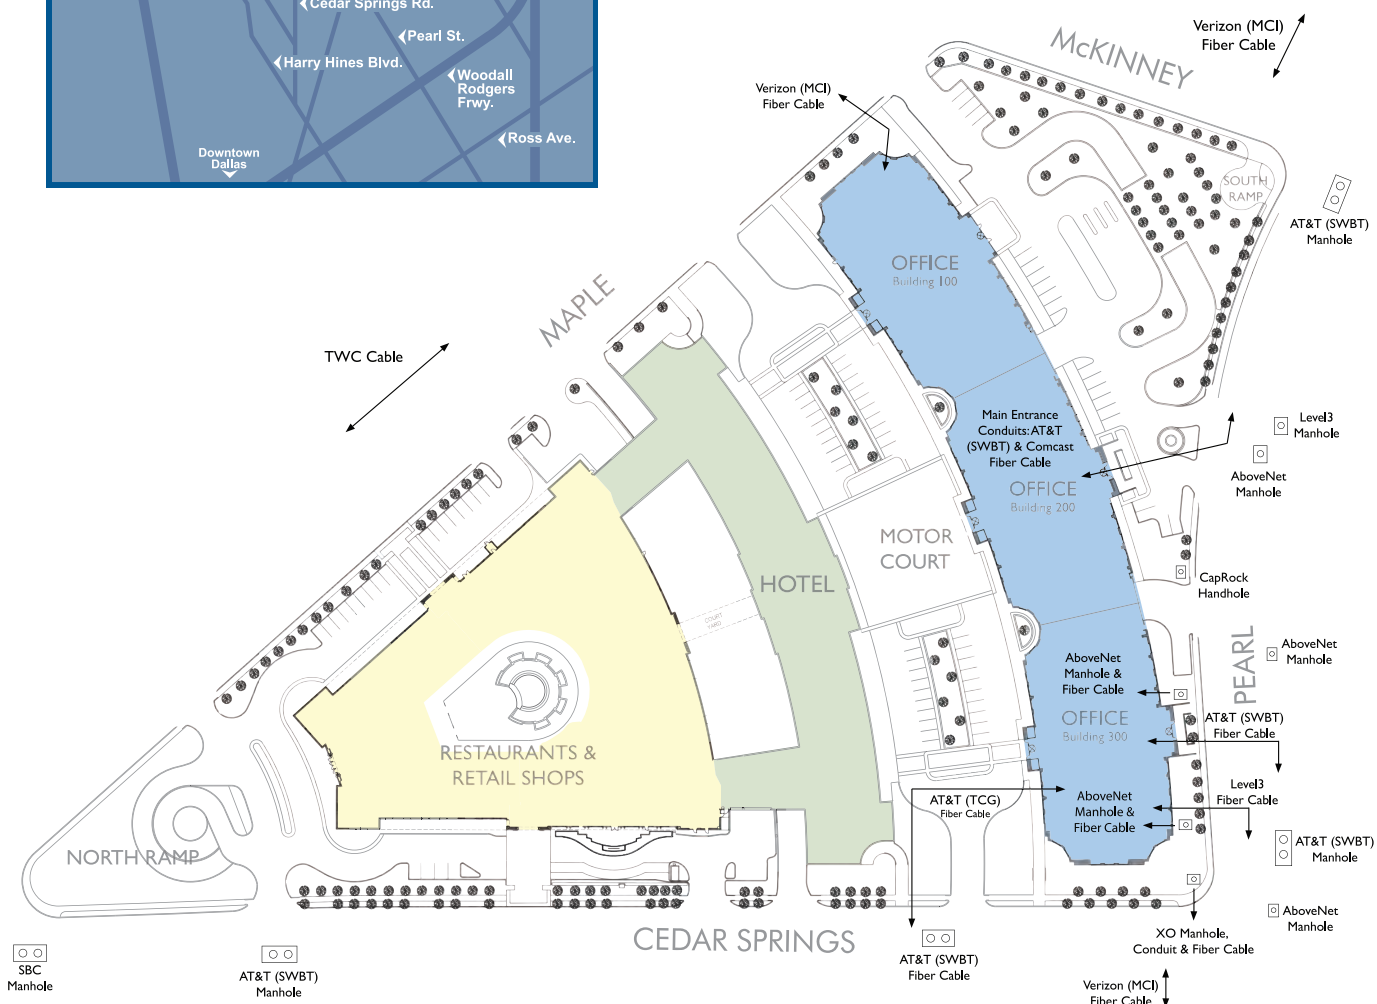 Cedar Springs Rd.
Pearl St.
Harry Hines Blvd.
Woodall
Rodgers
Frwy.
Ross Ave.
Downtown
Dallas
McKINNEY
Verizon (MCI)
Fiber Cable
Verizon (MCI)
Fiber Cable
SOUTH
RAMP
AT&T (SWBT)
Manhole
OFFICE
Building 100
MAPLE
TWC Cable
Main Entrance
Conduits: AT&T
(SWBT) & Comcast
Fiber Cable
Level3
Manhole
AboveNet
Manhole
OFFICE
Building 200
MOTOR
COURT
HOTEL
CapRock
Handhole
COURT
YARD
PEARL
AboveNet
Manhole
AboveNet
Manhole &
Fiber Cable
OFFICE
Building 300
AT&T (SWBT)
Fiber Cable
RESTAURANTS &
RETAIL SHOPS
Level3
Fiber Cable
AT&T (TCG)
Fiber Cable
AboveNet
Manhole &
Fiber Cable
AT&T (SWBT)
Manhole
NORTH RAMP
AboveNet
Manhole
CEDAR SPRINGS
XO Manhole,
Conduit & Fiber Cable
SBC
Manhole
AT&T (SWBT)
Manhole
AT&T (SWBT)
Fiber Cable
Verizon (MCI)
Fiber Cable